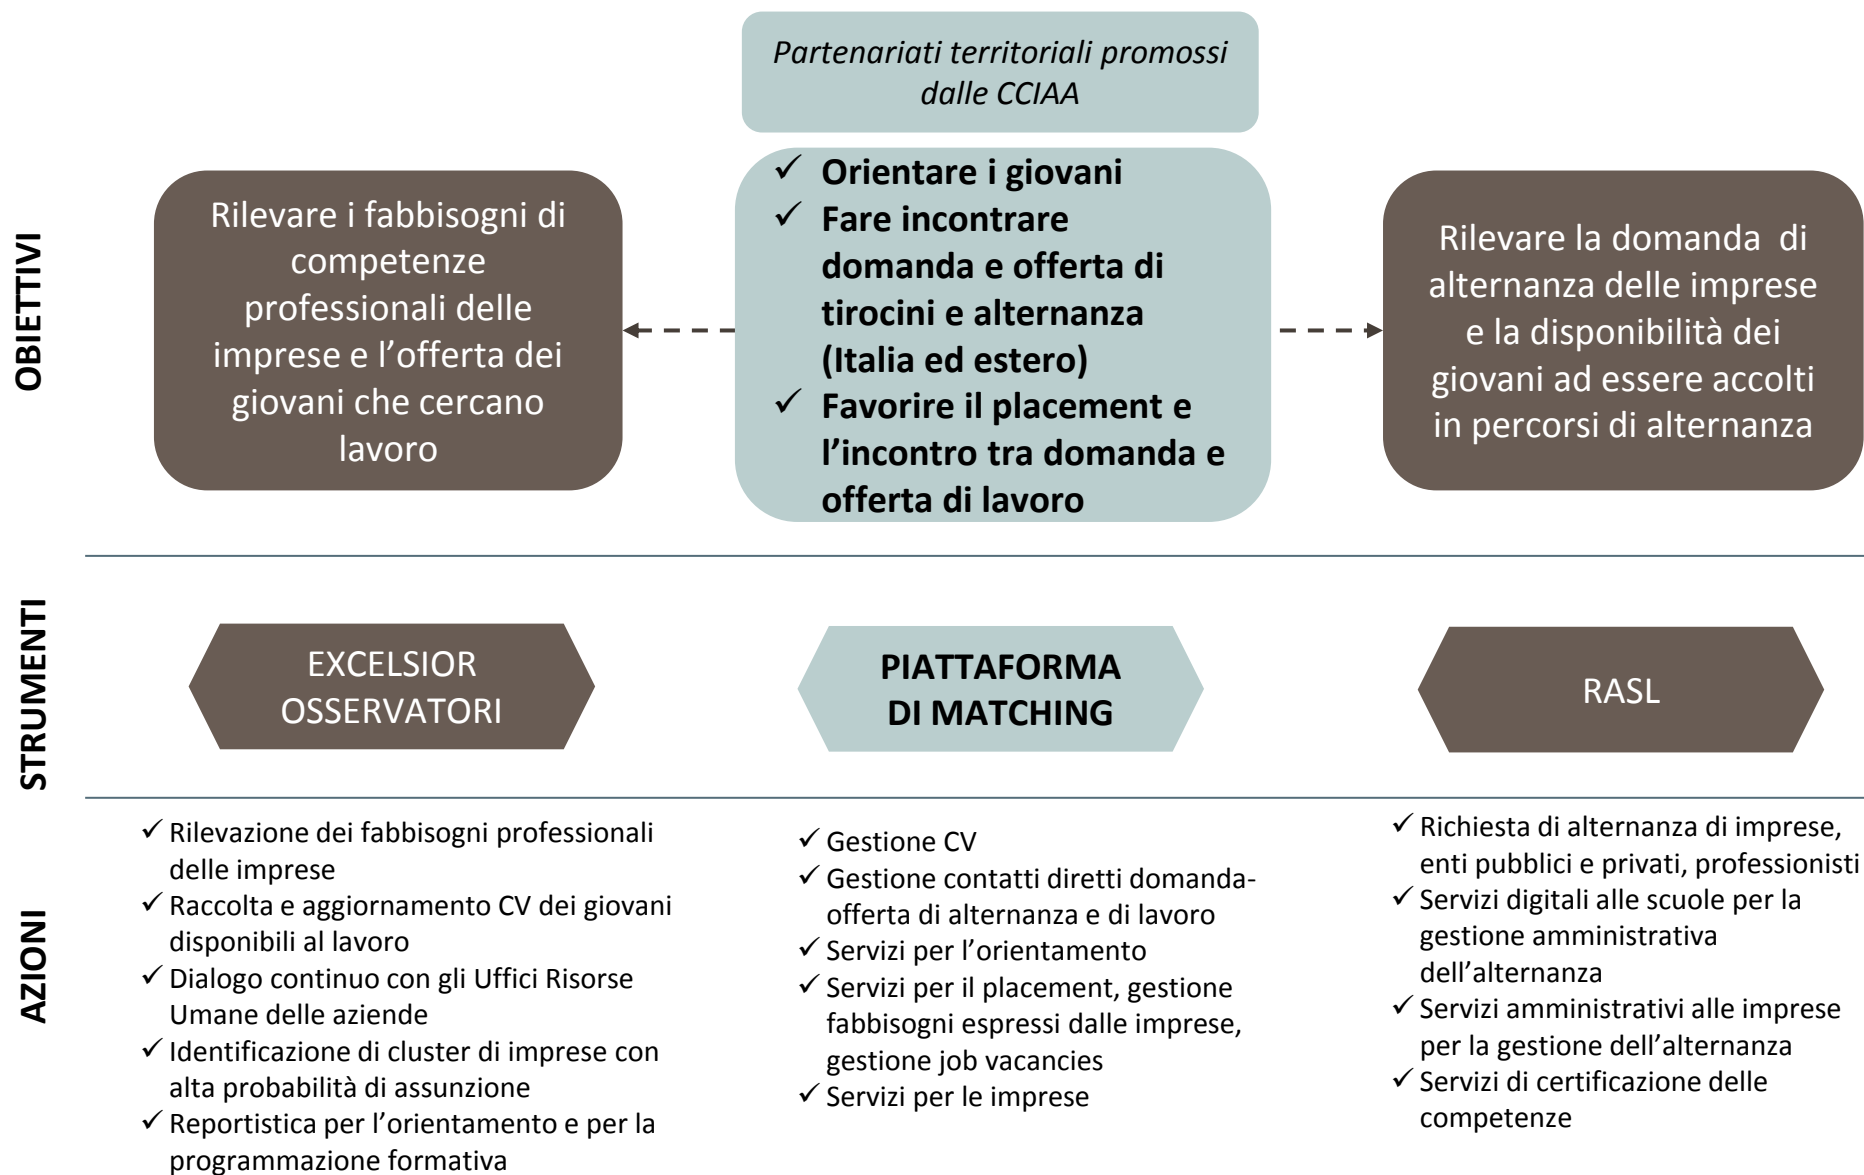 Partenariati territoriali promossi
dalle CCIAA
OBIETTIVI
Rilevare i fabbisogni di
competenze
professionali delle
imprese e l’offerta dei
giovani che cercano
lavoro
✓ Orientare i giovani
✓ Fare incontrare
domanda e offerta di
tirocini e alternanza
(Italia ed estero)
✓ Favorire il placement e
l’incontro tra domanda e
offerta di lavoro
Rilevare la domanda di
alternanza delle imprese
e la disponibilità dei
giovani ad essere accolti
in percorsi di alternanza
STRUMENTI
EXCELSIOR
OSSERVATORI
PIATTAFORMA
DI MATCHING
RASL
AZIONI
✓ Rilevazione dei fabbisogni professionali
delle imprese
✓ Raccolta e aggiornamento CV dei giovani
disponibili al lavoro
✓ Dialogo continuo con gli Uffici Risorse
Umane delle aziende
✓ Identificazione di cluster di imprese con
alta probabilità di assunzione
✓ Reportistica per l’orientamento e per la
programmazione formativa
✓ Gestione CV
✓ Gestione contatti diretti domanda-
offerta di alternanza e di lavoro
✓ Servizi per l’orientamento
✓ Servizi per il placement, gestione
fabbisogni espressi dalle imprese,
gestione job vacancies
✓ Servizi per le imprese
✓ Richiesta di alternanza di imprese,
enti pubblici e privati, professionisti
✓ Servizi digitali alle scuole per la
gestione amministrativa
dell’alternanza
✓ Servizi amministrativi alle imprese
per la gestione dell’alternanza
✓ Servizi di certificazione delle
competenze